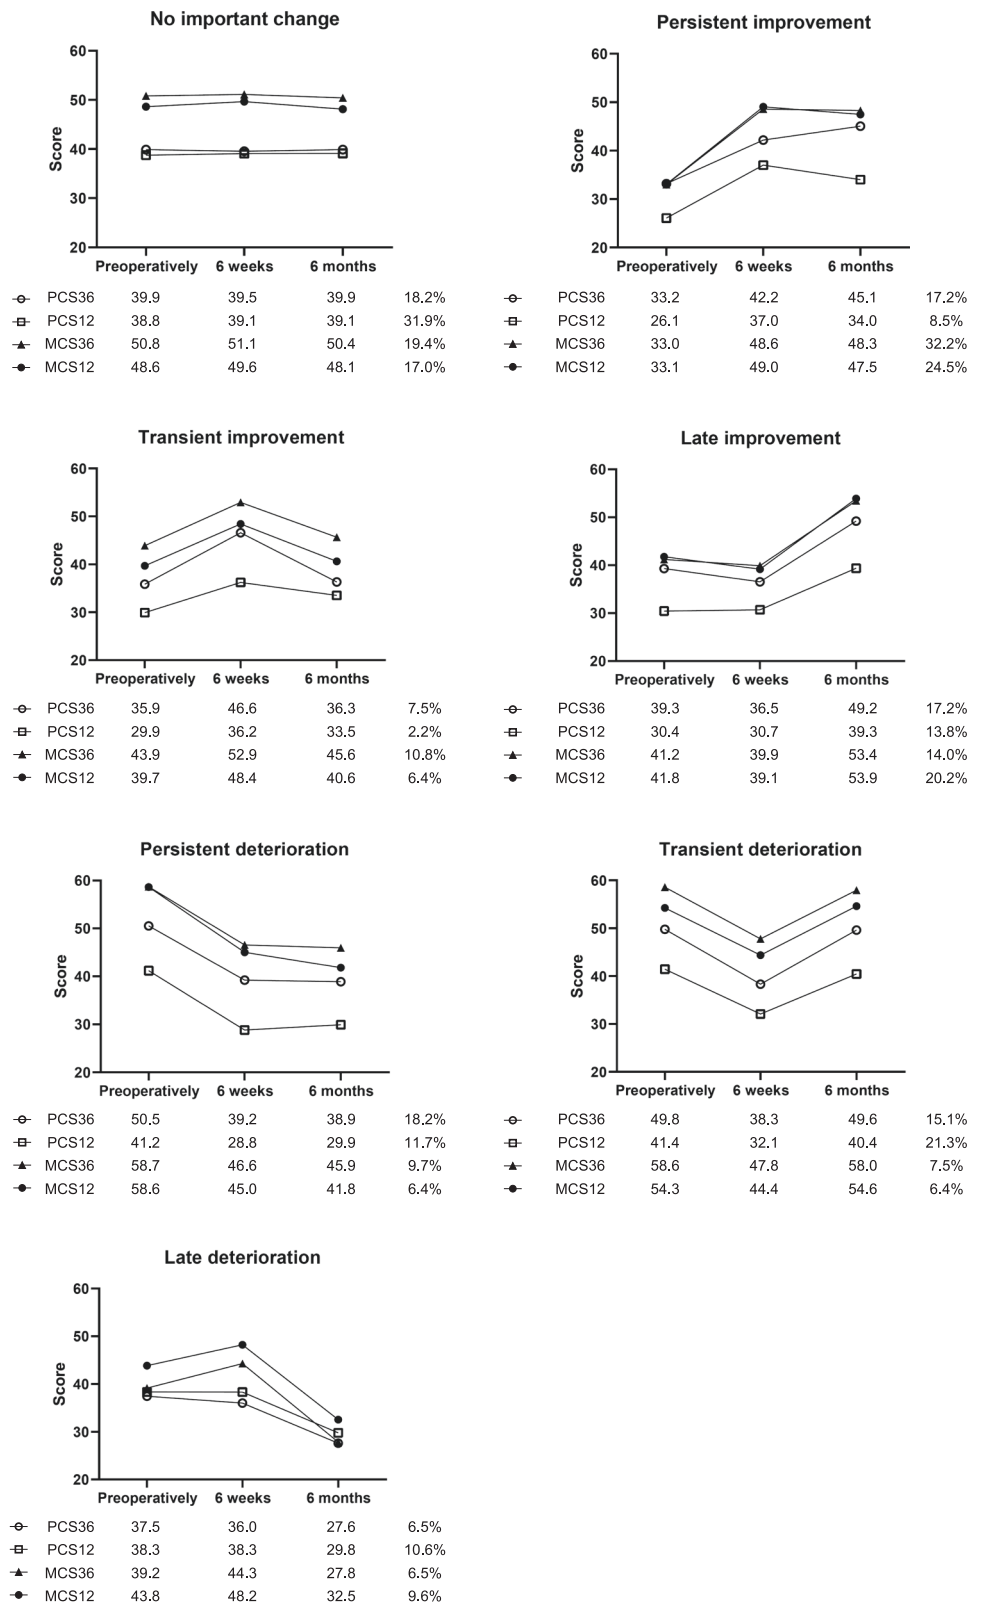 No important change
60
50
40
30
20
Score
Preoperatively 6 weeks 6 months
PCS36 39.9 39.5 39.9 18.2%
PCS12 38.8 39.1 39.1 31.9%
MCS36 50.8 51.1 50.4 19.4%
MCS12 48.6 49.6 48.1 17.0%
Persistent improvement
60
50
40
30
20
Score
Preoperatively 6 weeks 6 months
PCS36 33.2 42.2 45.1 17.2%
PCS12 26.1 37.0 34.0 8.5%
MCS36 33.0 48.6 48.3 32.2%
MCS12 33.1 49.0 47.5 24.5%
Transient improvement
60
50
40
30
20
Score
Preoperatively 6 weeks 6 months
PCS36 35.9 46.6 36.3 7.5%
PCS12 29.9 36.2 33.5 2.2%
MCS36 43.9 52.9 45.6 10.8%
MCS12 39.7 48.4 40.6 6.4%
Late improvement
60
50
40
30
20
Score
Preoperatively 6 weeks 6 months
PCS36 39.3 36.5 49.2 17.2%
PCS12 30.4 30.7 39.3 13.8%
MCS36 41.2 39.9 53.4 14.0%
MCS12 41.8 39.1 53.9 20.2%
Persistent deterioration
60
50
40
30
20
Score
Preoperatively 6 weeks 6 months
PCS36 50.5 39.2 38.9 18.2%
PCS12 41.2 28.8 29.9 11.7%
MCS36 58.7 46.6 45.9 9.7%
MCS12 58.6 45.0 41.8 6.4%
Transient deterioration
60
50
40
30
20
Score
Preoperatively 6 weeks 6 months
PCS36 49.8 38.3 49.6 15.1%
PCS12 41.4 32.1 40.4 21.3%
MCS36 58.6 47.8 58.0 7.5%
MCS12 54.3 44.4 54.6 6.4%
Late deterioration
60
50
40
30
20
Score
Preoperatively 6 weeks 6 months
PCS36 37.5 36.0 27.6 6.5%
PCS12 38.3 38.3 29.8 10.6%
MCS36 39.2 44.3 27.8 6.5%
MCS12 43.8 48.2 32.5 9.6%